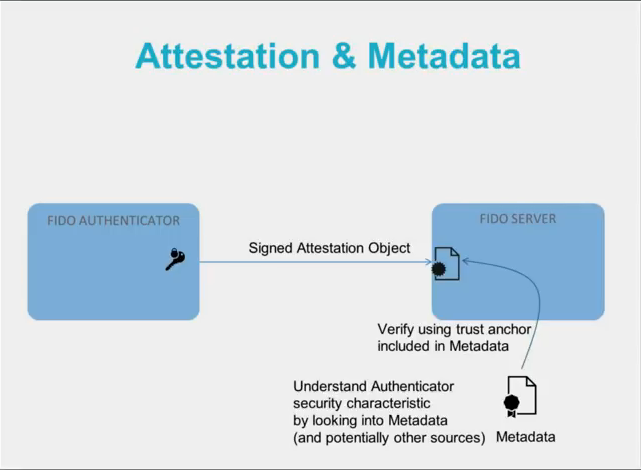 Attestation & Metadata
FIDO AUTHENTICATOR
FIDO SERVER
Signed Attestation Object
Verify using trust anchor
included in Metadata
Understand Authenticator
security characteristic
by looking into Metadata
(and potentially other sources)
Metadata